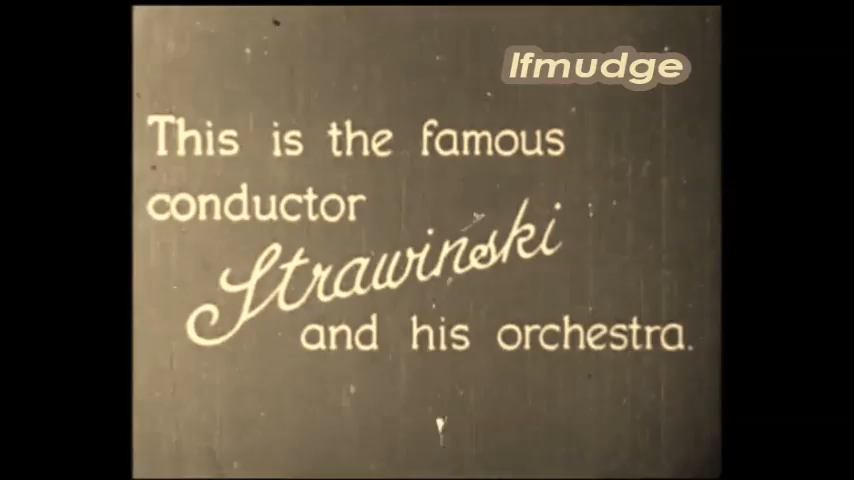 lfmudge
This is the famous
conductor
Strawinski
and his orchestra.